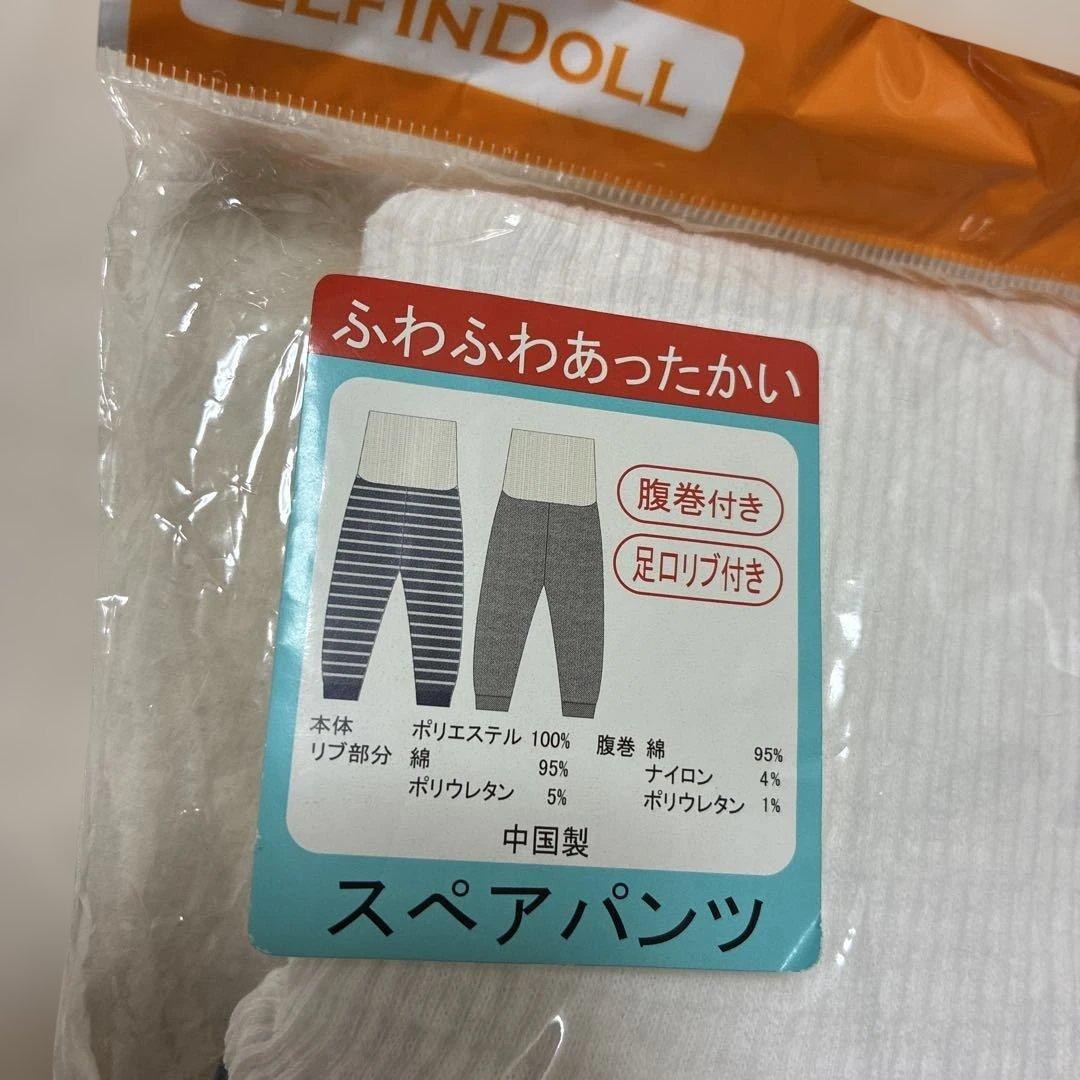 ELFINDOLL
ふわふわあったかい
腹巻付き
足口リブ付き
本体 ポリエステル 100%
リブ部分 綿 95%
ポリウレタン 5%
腹巻 綿 95%
ナイロン 4%
ポリウレタン 1%
中国製
スペアパンツ